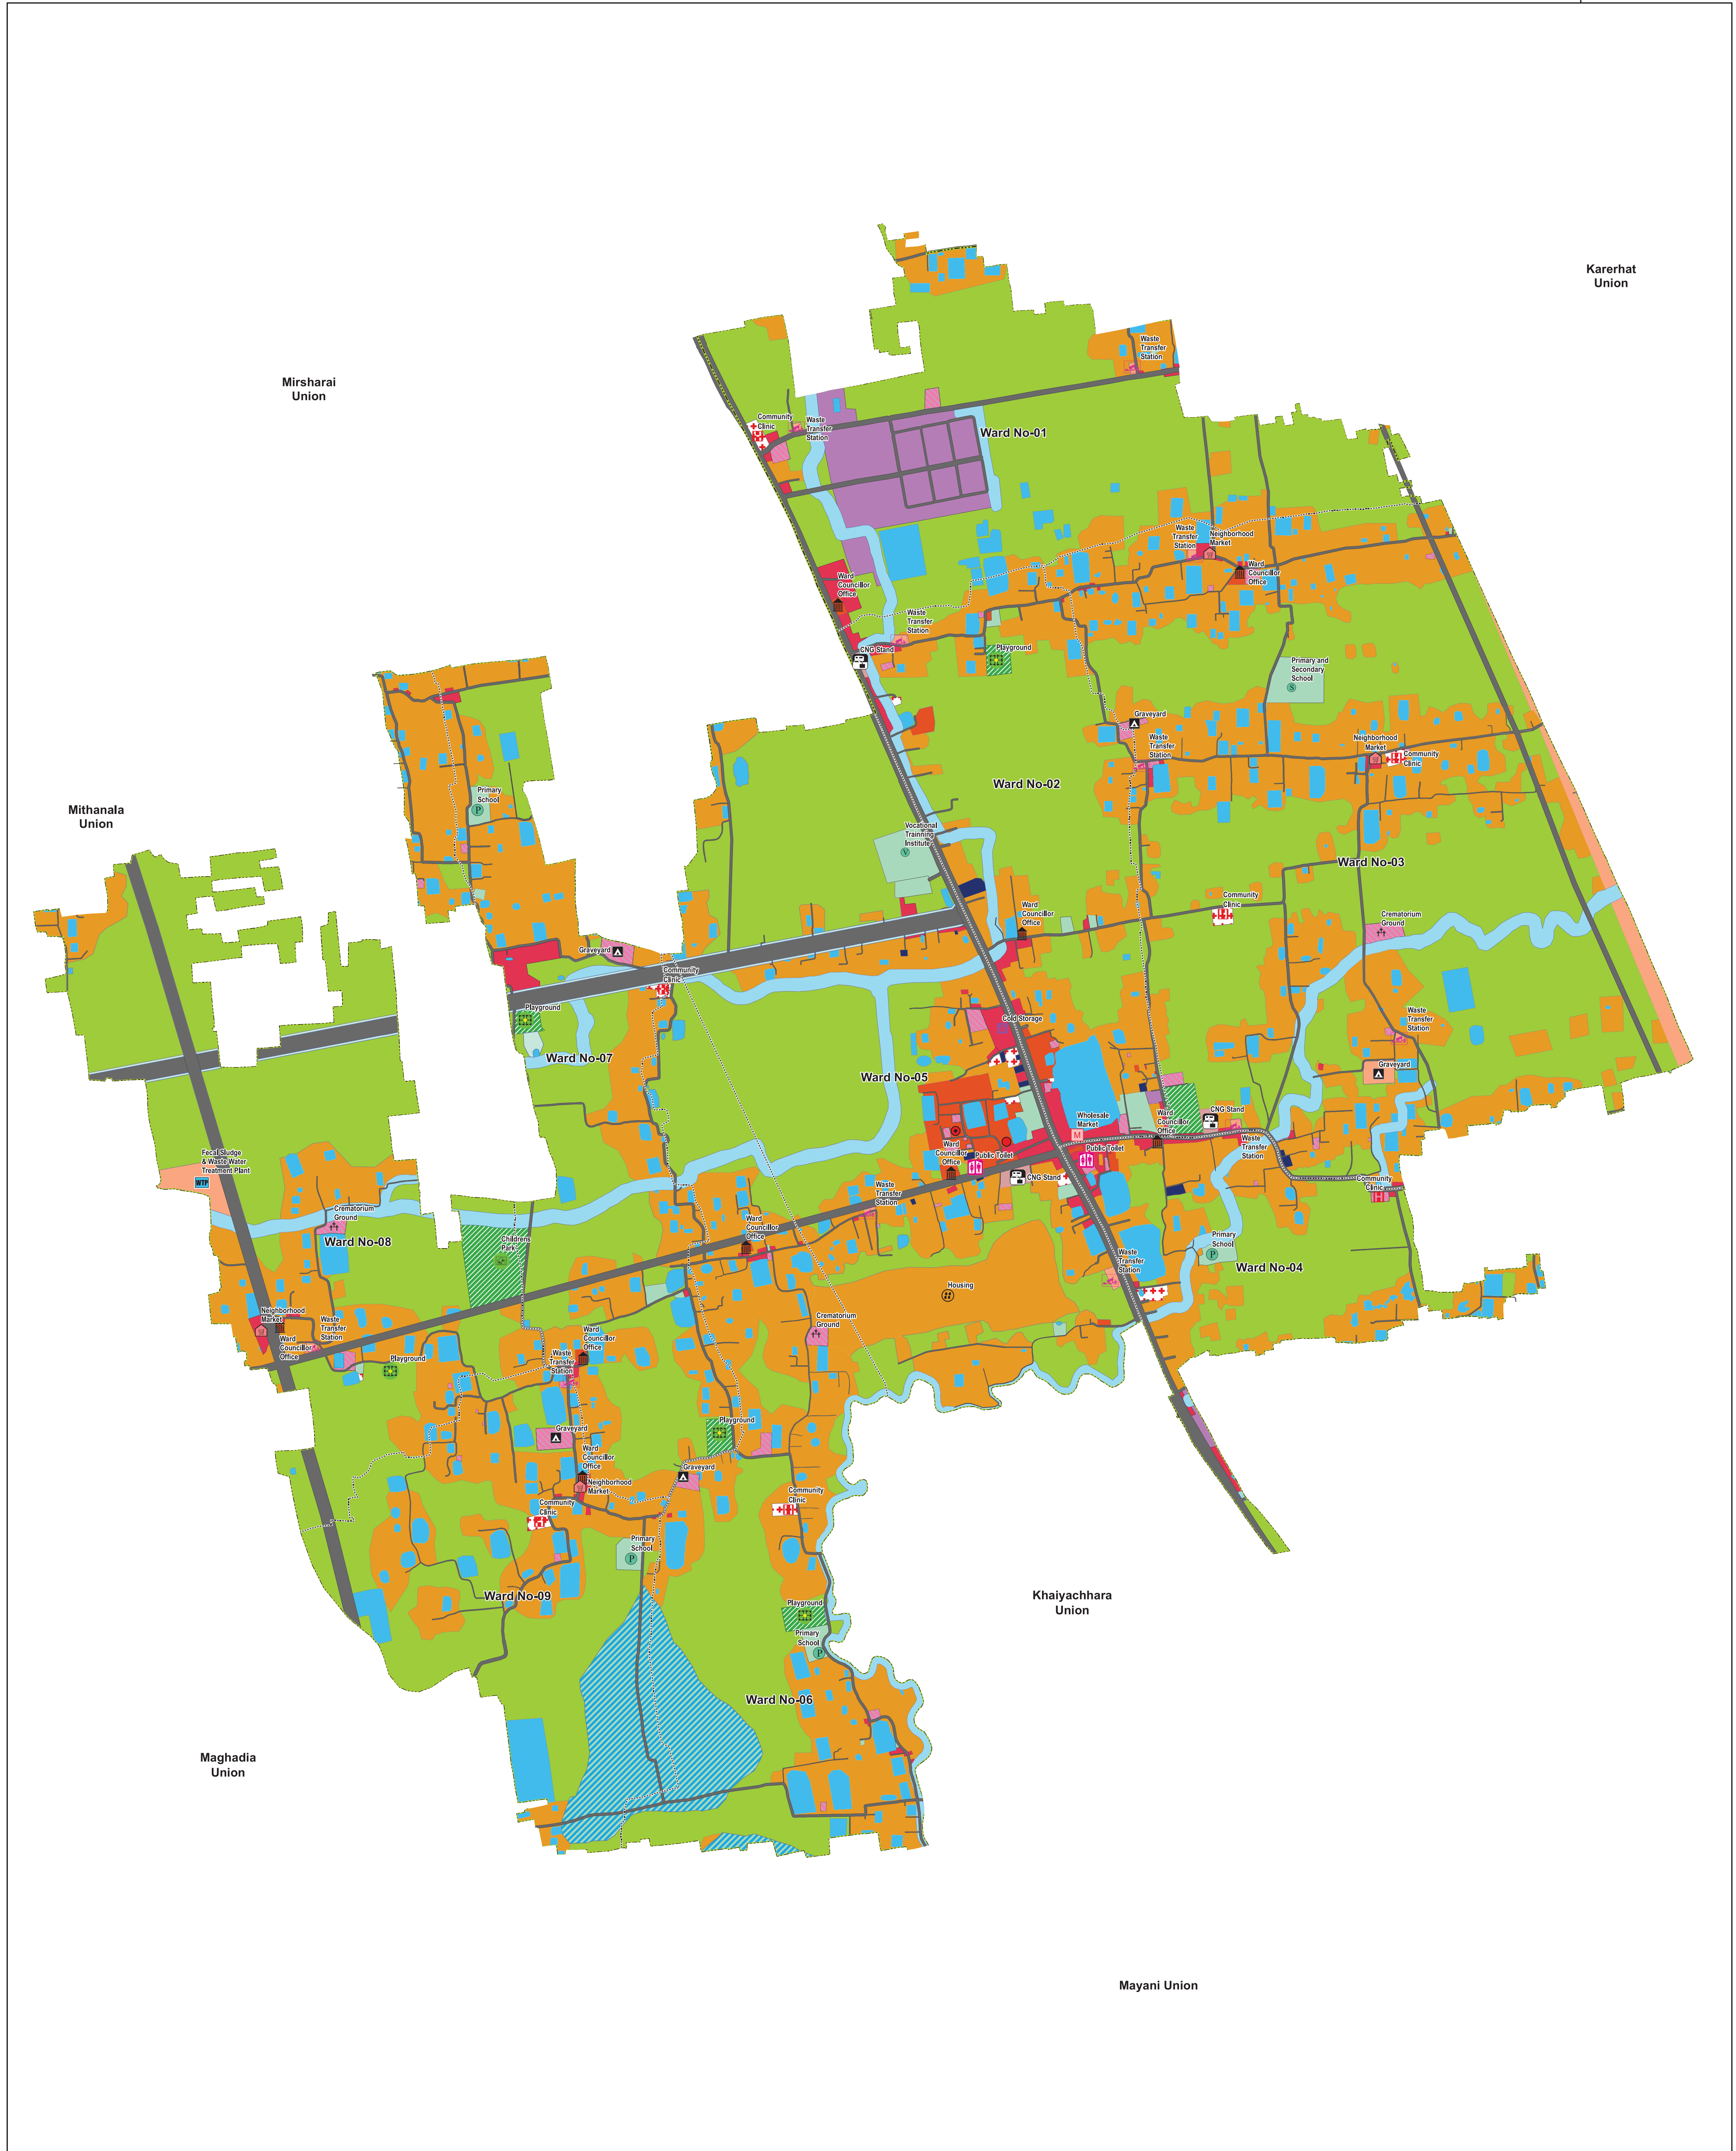 Karerhat
Union
Waste
Transfer
Station
Mirsharai
Union
Community
Clinic
Waste
Transfer
Station
Ward No-01
Waste
Transfer
Station
Neighborhood
Market
Ward
Councillor
Office
Ward
Councillor
Office
Waste
Transfer
Station
CNG Stand
Playground
Primary and
Secondary
School
S
Graveyard
Waste
Transfer
Station
Neighborhood
Market
Community
Clinic
Ward No-02
Primary
School
P
Mithanala
Union
Vocational
Trainning
Institute
V
Ward No-03
Community
Clinic
Ward
Councillor
Office
Crematorium
Ground
Graveyard
Community
Clinic
Playground
Cold Storage
Waste
Transfer
Station
Ward No-07
Graveyard
Ward No-05
Wholesale
Market
M
Ward
Councillor
Office
CNG Stand
Waste
Transfer
Station
Ward
Councillor
Office
Public Toilet
Public Toilet
CNG Stand
Fecal Sludge
& Waste Water
Treatment Plant
WTP
Community
Clinic
Waste
Transfer
Station
Crematorium
Ground
Ward
Councillor
Office
Ward No-08
Childrens
Park
Primary
School
P
Waste
Transfer
Station
Ward No-04
Housing
Neighborhood
Market
Waste
Transfer
Station
Ward
Councillor
Office
Crematorium
Ground
Ward
Councillor
Office
Waste
Transfer
Station
Playground
Playground
Graveyard
Ward
Councillor
Office
Graveyard
Neighborhood
Market
Community
Clinic
Community
Clinic
Primary
School
P
Ward No-09
Khaiyachhara
Union
Playground
Primary
School
P
Ward No-06
Maghadia
Union
Mayani Union